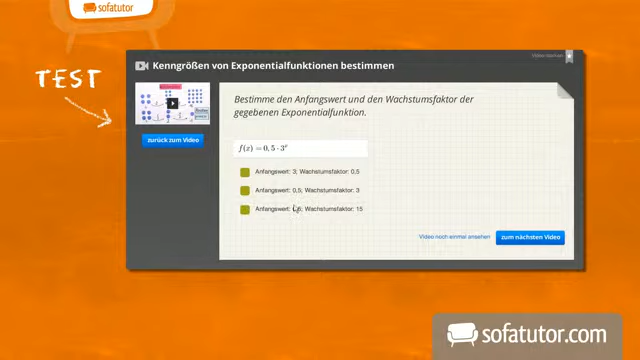 sofatutor
TEST
Kenngrößen von Exponentialfunktionen bestimmen
Bestimme den Anfangswert und den Wachstumsfaktor der
gegebenen Exponentialfunktion.
zurück zum Video
f(x) = 0,5 · 3ˣ
Anfangswert: 3; Wachstumsfaktor: 0,5
Anfangswert: 0,5; Wachstumsfaktor: 3
Anfangswert: Wachstumsfaktor: 15
Video noch einmal ansehen
zum nächsten Video
sofatutor.com